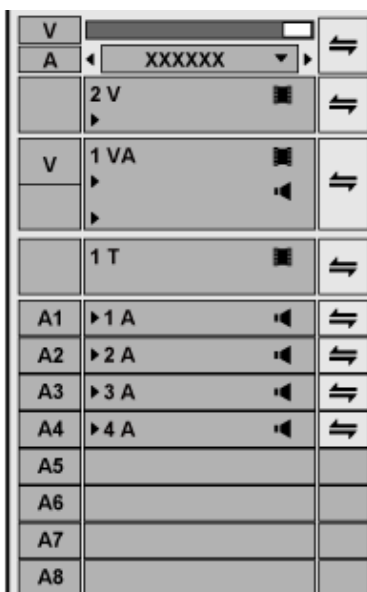 V
A XXXXXX
2 V
V 1 VA
1 T
A1 1 A
A2 2 A
A3 3 A
A4 4 A
A5
A6
A7
A8